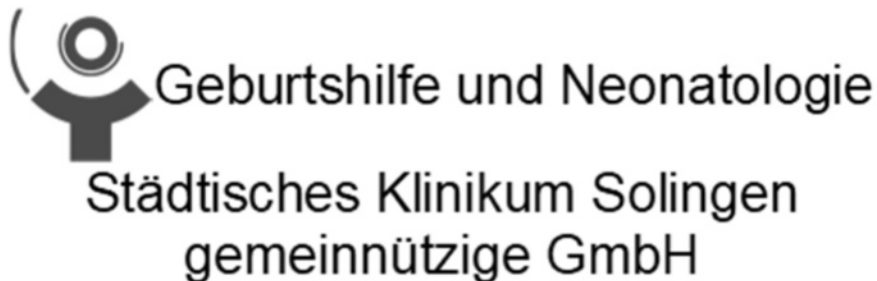 Geburtshilfe und Neonatologie
Städtisches Klinikum Solingen
gemeinnützige GmbH